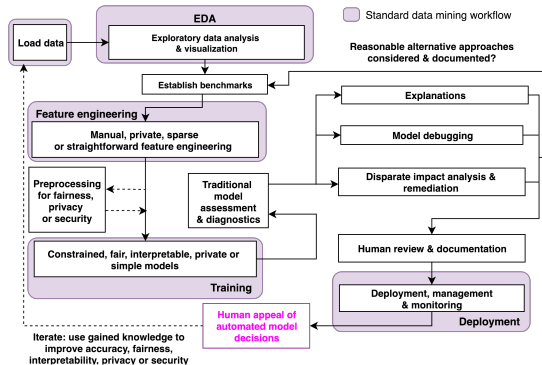 EDA
Standard data mining workflow
Load data
Exploratory data analysis
& visualization
Reasonable alternative approaches
considered & documented?
Establish benchmarks
Explanations
Feature engineering
Manual, private, sparse
or straightforward feature engineering
Model debugging
Preprocessing
for fairness,
privacy
or security
Traditional
model
assessment
& diagnostics
Disparate impact analysis &
remediation
Constrained, fair, interpretable, private or
simple models
Training
Human review & documentation
Deployment, management
& monitoring
Deployment
Human appeal of
automated model
decisions
Iterate: use gained knowledge to
improve accuracy, fairness,
interpretability, privacy or security